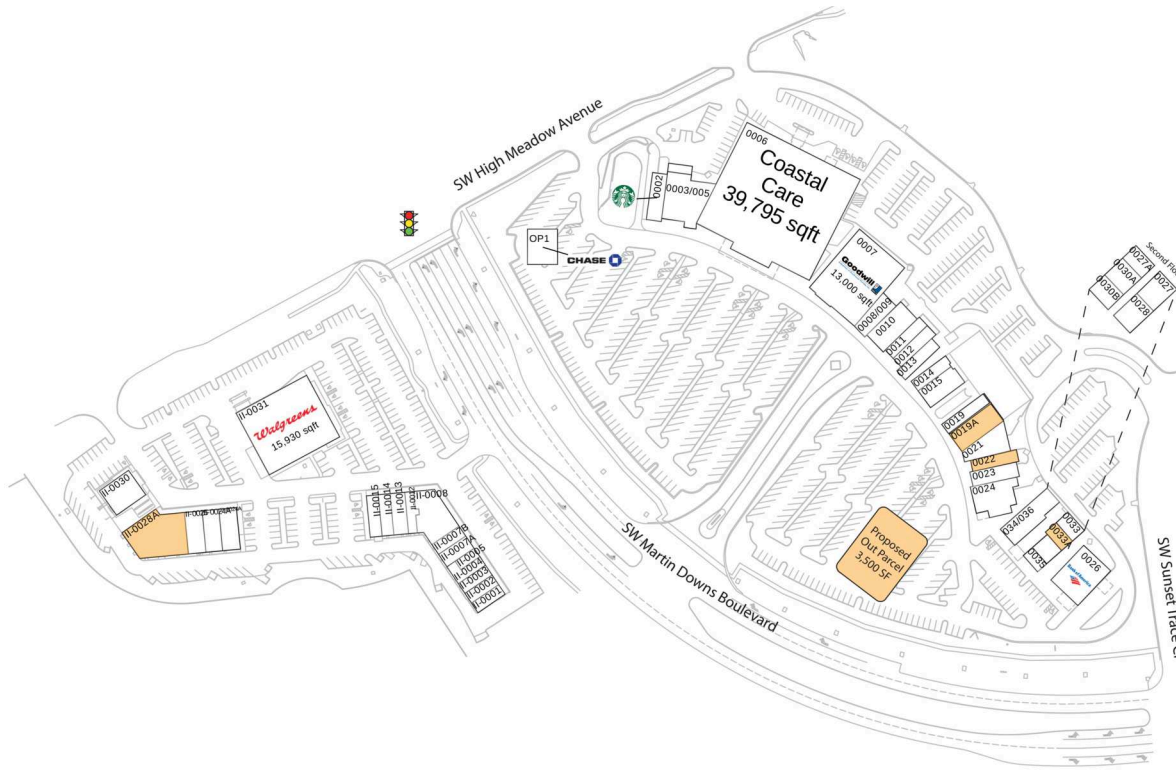 SW High Meadow Avenue
0006
Coastal
Care
39,795 sqft
0002
0003/005
OP1
CHASE
0007
Goodwill
13,000 sqft
0008/009
0010
0011
0012
0013
0014
0015
0019
0019A
0021
0022
0023
0024
034/036
0035
0033
0033A
0026
Bank of America
Second Flo
0027A
0030A
0030B
0027
0028
SW Sunset Trace Ci
Proposed
Out Parcel
3,500 SF
SW Martin Downs Boulevard
II-0031
Walgreens
15,930 sqft
II-0030
II-0028A
II-0015
II-0014
II-0013
II-0012
II-0008
II-0007B
II-0007A
II-0005
II-0004
II-0003
II-0002
II-0001